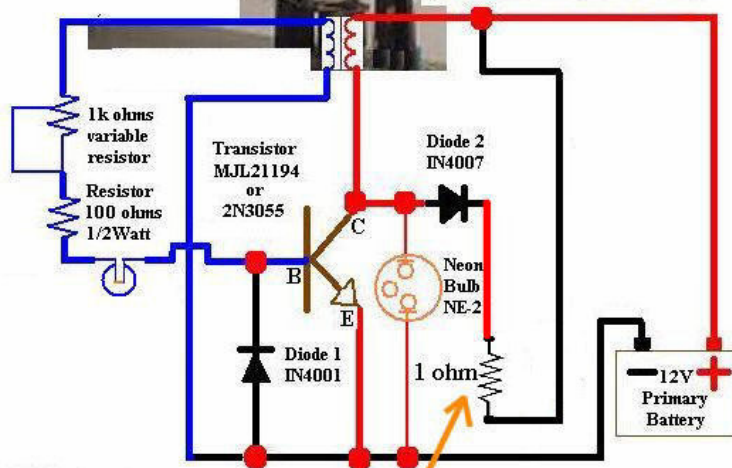 1k ohms
variable
resistor
Resistor
100 ohms
1/2Watt
Transistor
MJL21194
or
2N3055
Diode 2
IN4007
C
B
E
Neon
Bulb
NE-2
Diode 1
IN4001
1 ohm
12V
Primary
Battery